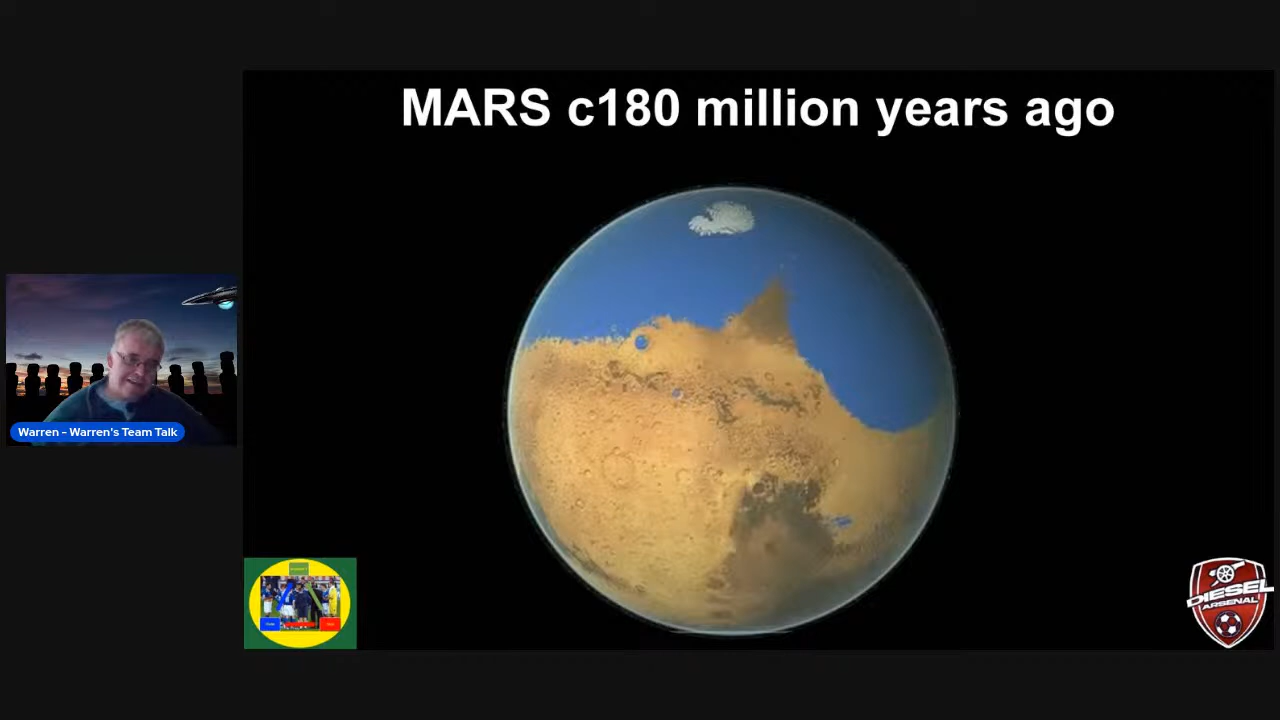 MARS c180 million years ago
Warren – Warren's Team Talk
DIESEL
ARSENAL